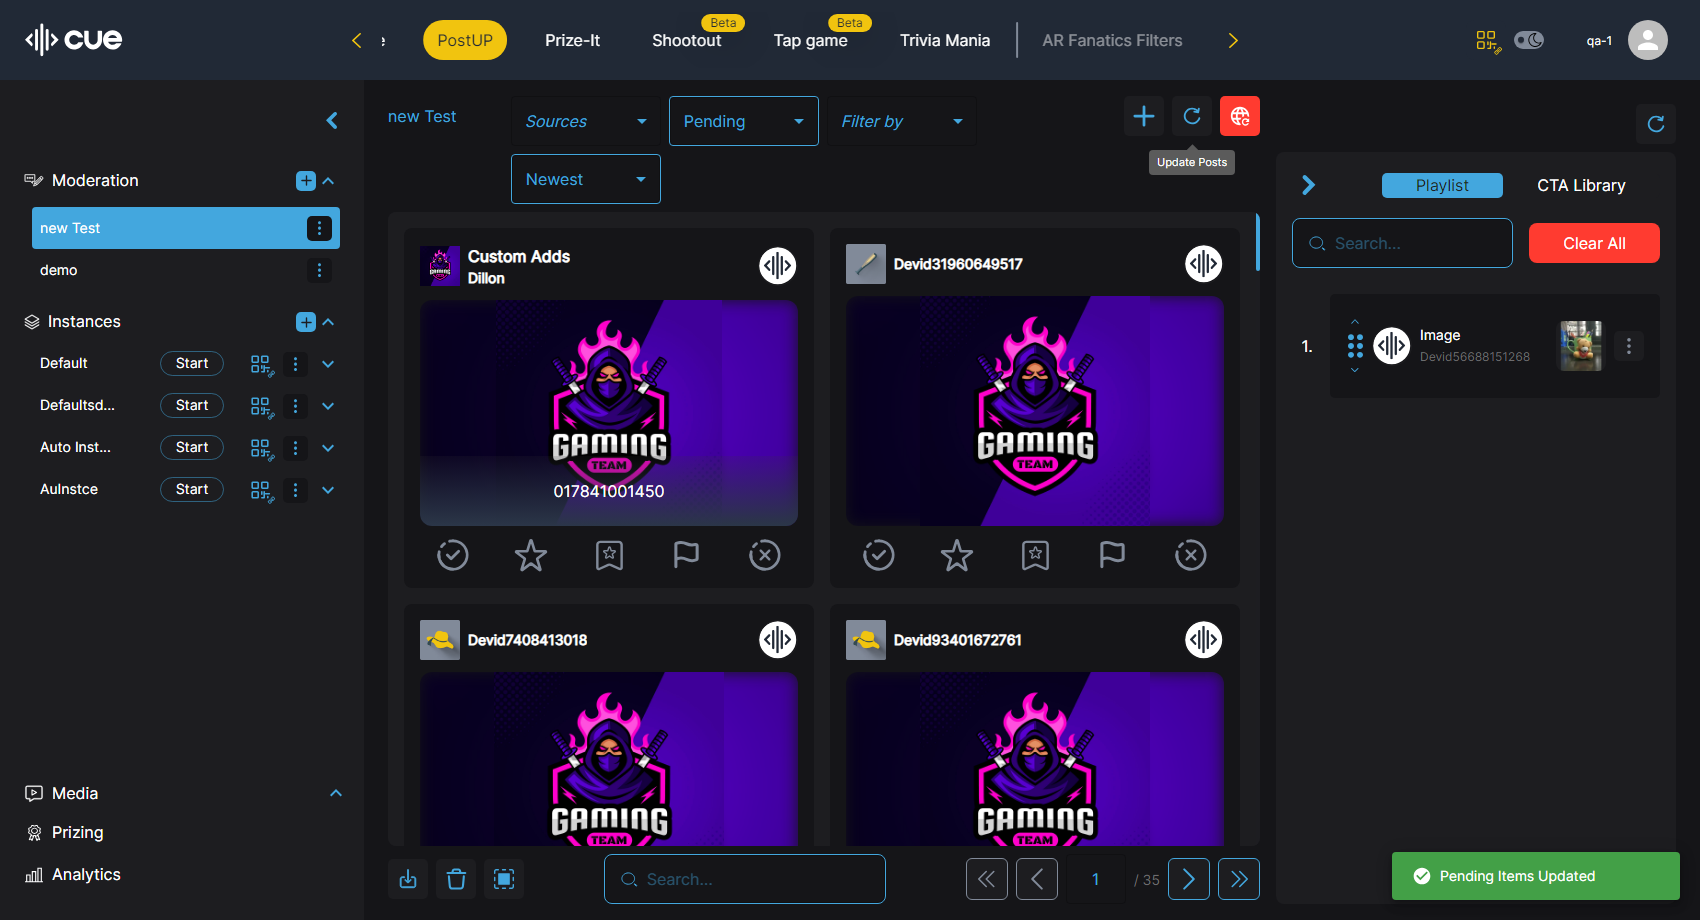 cue
e
PostUP
Prize-It
Beta
Shootout
Beta
Tap game
Trivia Mania
AR Fanatics Filters
qa-1
Moderation
new Test
demo
Instances
Default
Start
Defaultsd...
Start
Auto Inst...
Start
AuInstce
Start
Media
Prizing
Analytics
new Test
Sources
Pending
Filter by
Newest
Update Posts
Custom Adds
Dillon
GAMING
TEAM
017841001450
Devid31960649517
GAMING
TEAM
Devid7408413018
GAMING
TEAM
Devid93401672761
GAMING
TEAM
Search...
1
/ 35
Playlist
CTA Library
Search...
Clear All
1.
Image
Devid56688151268
Pending Items Updated